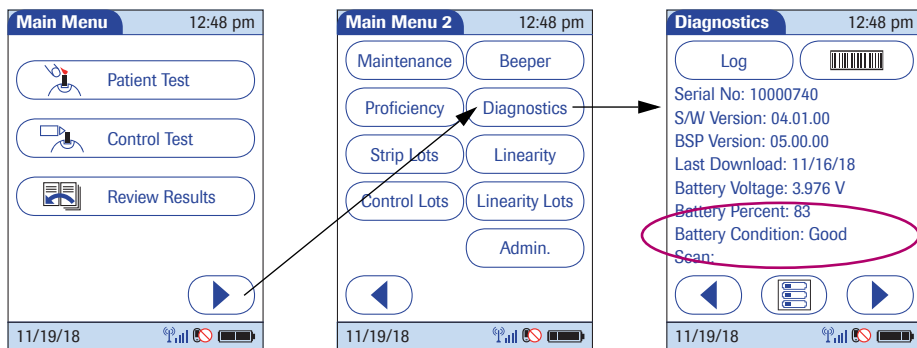 Main Menu 12:48 pm
Patient Test
Control Test
Review Results
11/19/18
Main Menu 2 12:48 pm
Maintenance Beeper
Proficiency Diagnostics
Strip Lots Linearity
Control Lots Linearity Lots
Admin.
11/19/18
Diagnostics 12:48 pm
Log
Serial No: 10000740
S/W Version: 04.01.00
BSP Version: 05.00.00
Last Download: 11/16/18
Battery Voltage: 3.976 V
Battery Percent: 83
Battery Condition: Good
Scan:
11/19/18